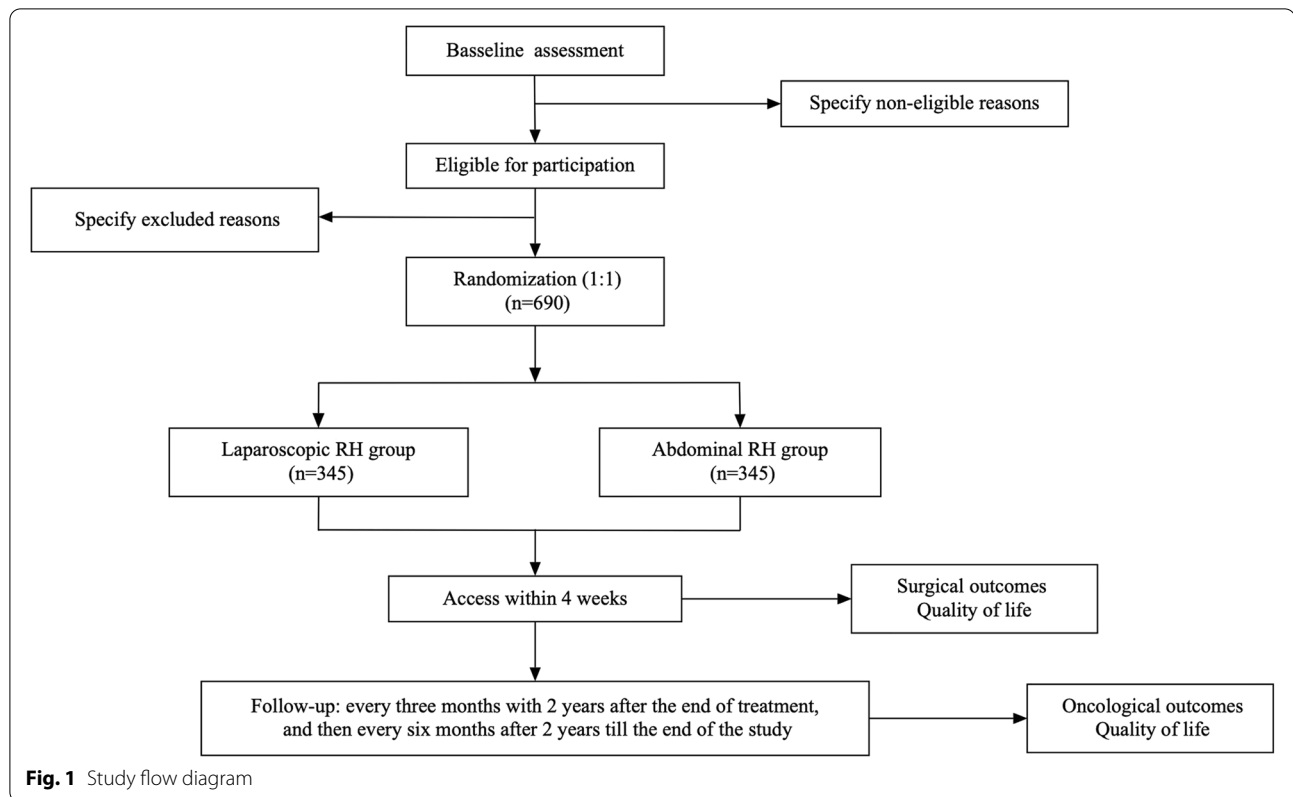 Basseline assessment
Specify non-eligible reasons
Eligible for participation
Specify excluded reasons
Randomization (1:1)
(n=690)
Laparoscopic RH group
(n=345)
Abdominal RH group
(n=345)
Access within 4 weeks
Surgical outcomes
Quality of life
Follow-up: every three months with 2 years after the end of treatment,
and then every six months after 2 years till the end of the study
Oncological outcomes
Quality of life
Fig. 1 Study flow diagram